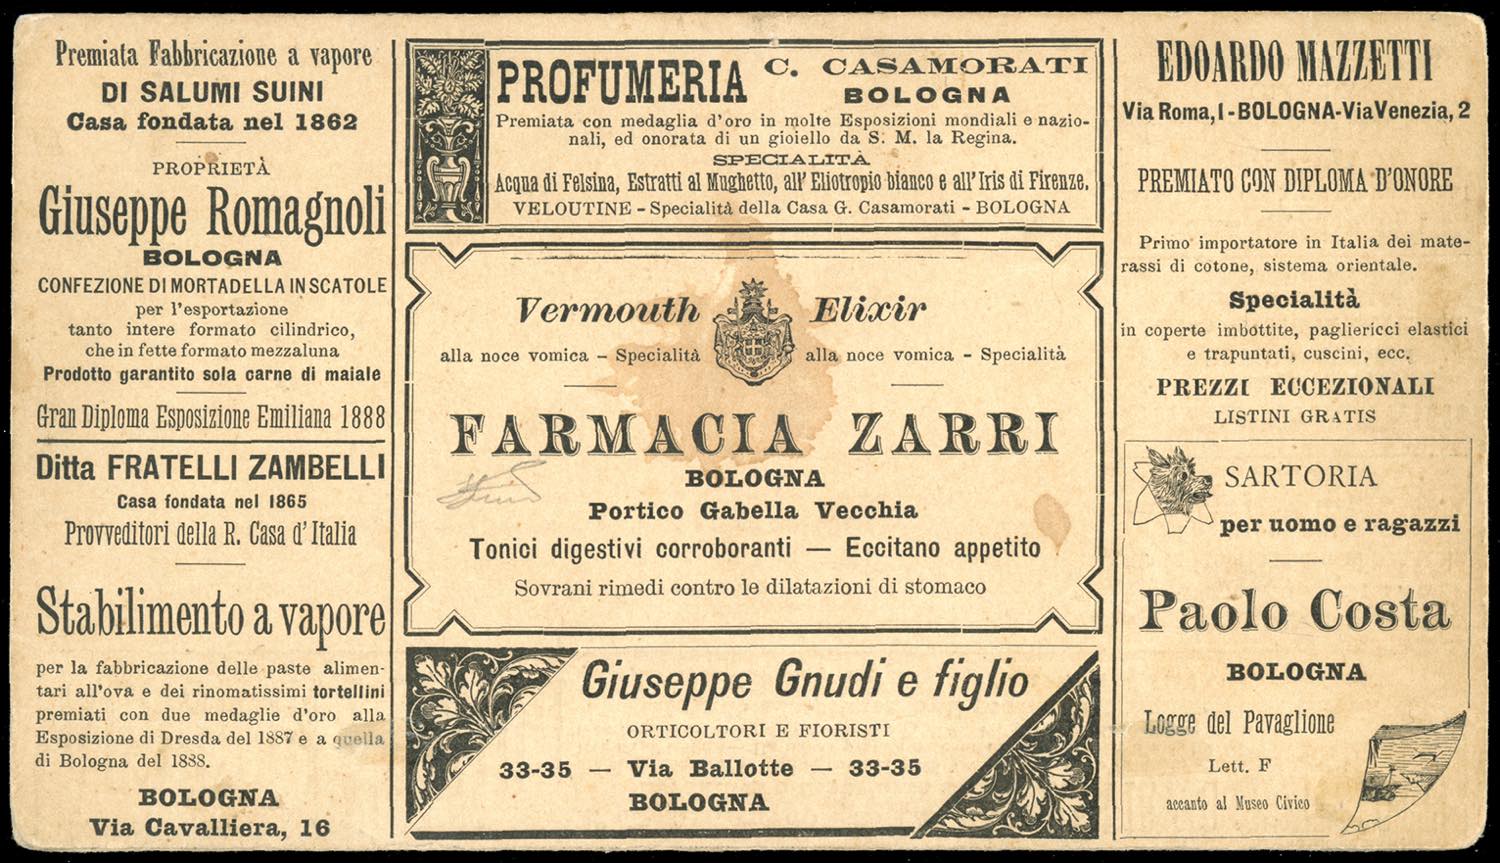 Premiata Fabbricazione a vapore
DI SALUMI SUINI
Casa fondata nel 1862
PROPRIETÀ
Giuseppe Romagnoli
BOLOGNA
CONFEZIONE DI MORTADELLA IN SCATOLE
per l'esportazione
tanto intere formato cilindrico,
che in fette formato mezzaluna
Prodotto garantito sola carne di maiale
Gran Diploma Esposizione Emiliana 1888
Ditta FRATELLI ZAMBELLI
Casa fondata nel 1865
Provveditori della R. Casa d'Italia
Stabilimento a vapore
per la fabbricazione delle paste alimen-
tari all'ova e dei rinomatissimi tortellini
premiati con due medaglie d'oro alla
Esposizione di Dresda del 1887 e a quella
di Bologna del 1888.
BOLOGNA
Via Cavalliera, 16
PROFUMERIA C. CASAMORATI
BOLOGNA
Premiata con medaglia d'oro in molte Esposizioni mondiali e nazio-
nali, ed onorata di un gioiello da S. M. la Regina.
SPECIALITÀ
Acqua di Felsina, Estratti al Mughetto, all'Eliotropio bianco e all'Iris di Firenze.
VELOUTINE - Specialità della Casa G. Casamorati - BOLOGNA
Vermouth Elixir
alla noce vomica - Specialità alla noce vomica - Specialità
FARMACIA ZARRI
BOLOGNA
Portico Gabella Vecchia
Tonici digestivi corroboranti — Eccitano appetito
Sovrani rimedi contro le dilatazioni di stomaco
Giuseppe Gnudi e figlio
ORTICOLTORI E FIORISTI
33-35 — Via Ballotte — 33-35
BOLOGNA
EDOARDO MAZZETTI
Via Roma, 1 - BOLOGNA - Via Venezia, 2
PREMIATO CON DIPLOMA D'ONORE
Primo importatore in Italia dei mate-
rassi di cotone, sistema orientale.
Specialità
in coperte imbottite, pagliericci elastici
e trapuntati, cuscini, ecc.
PREZZI ECCEZIONALI
LISTINI GRATIS
SARTORIA
per uomo e ragazzi
Paolo Costa
BOLOGNA
Logge del Pavaglione
Lett. F
accanto al Museo Civico